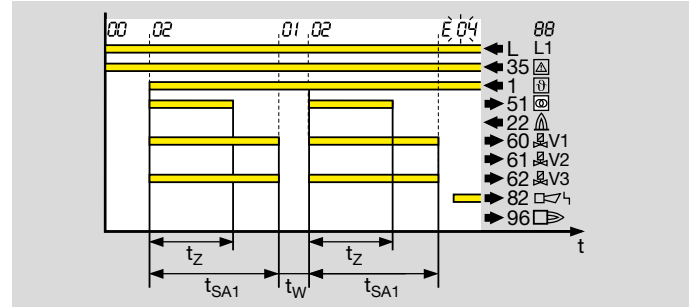 00 02 01 02 E 04 88
L L1
35
1 ϑ
51
22
60 V1
61 V2
62 V3
82
96
t
tZ tZ
tSA1 tW tSA1